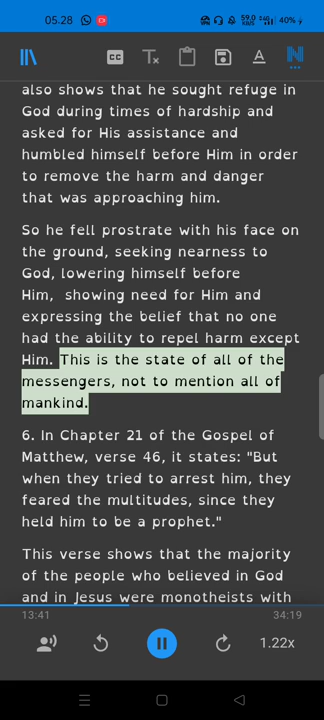 05.28
59.0 KB/S
40%
CC
also shows that he sought refuge in
God during times of hardship and
asked for His assistance and
humbled himself before Him in order
to remove the harm and danger
that was approaching him.
So he fell prostrate with his face on
the ground, seeking nearness to
God, lowering himself before
Him,  showing need for Him and
expressing the belief that no one
had the ability to repel harm except
Him. This is the state of all of the
messengers, not to mention all of
mankind.
6. In Chapter 21 of the Gospel of
Matthew, verse 46, it states: "But
when they tried to arrest him, they
feared the multitudes, since they
held him to be a prophet."
This verse shows that the majority
of the people who believed in God
and in Jesus were monotheists with
13:41
34:19
1.22x